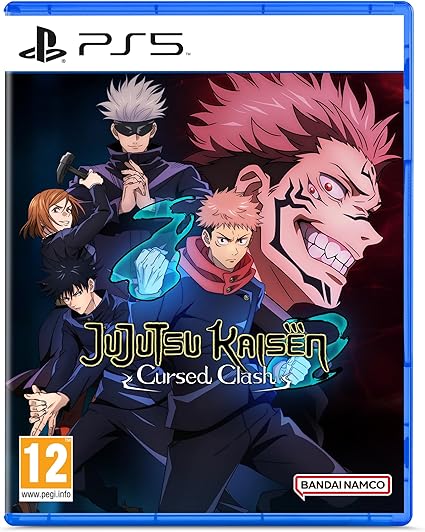 PS5
JUJUTSU KAISEN
Cursed Clash
12
www.pegi.info
BANDAI NAMCO